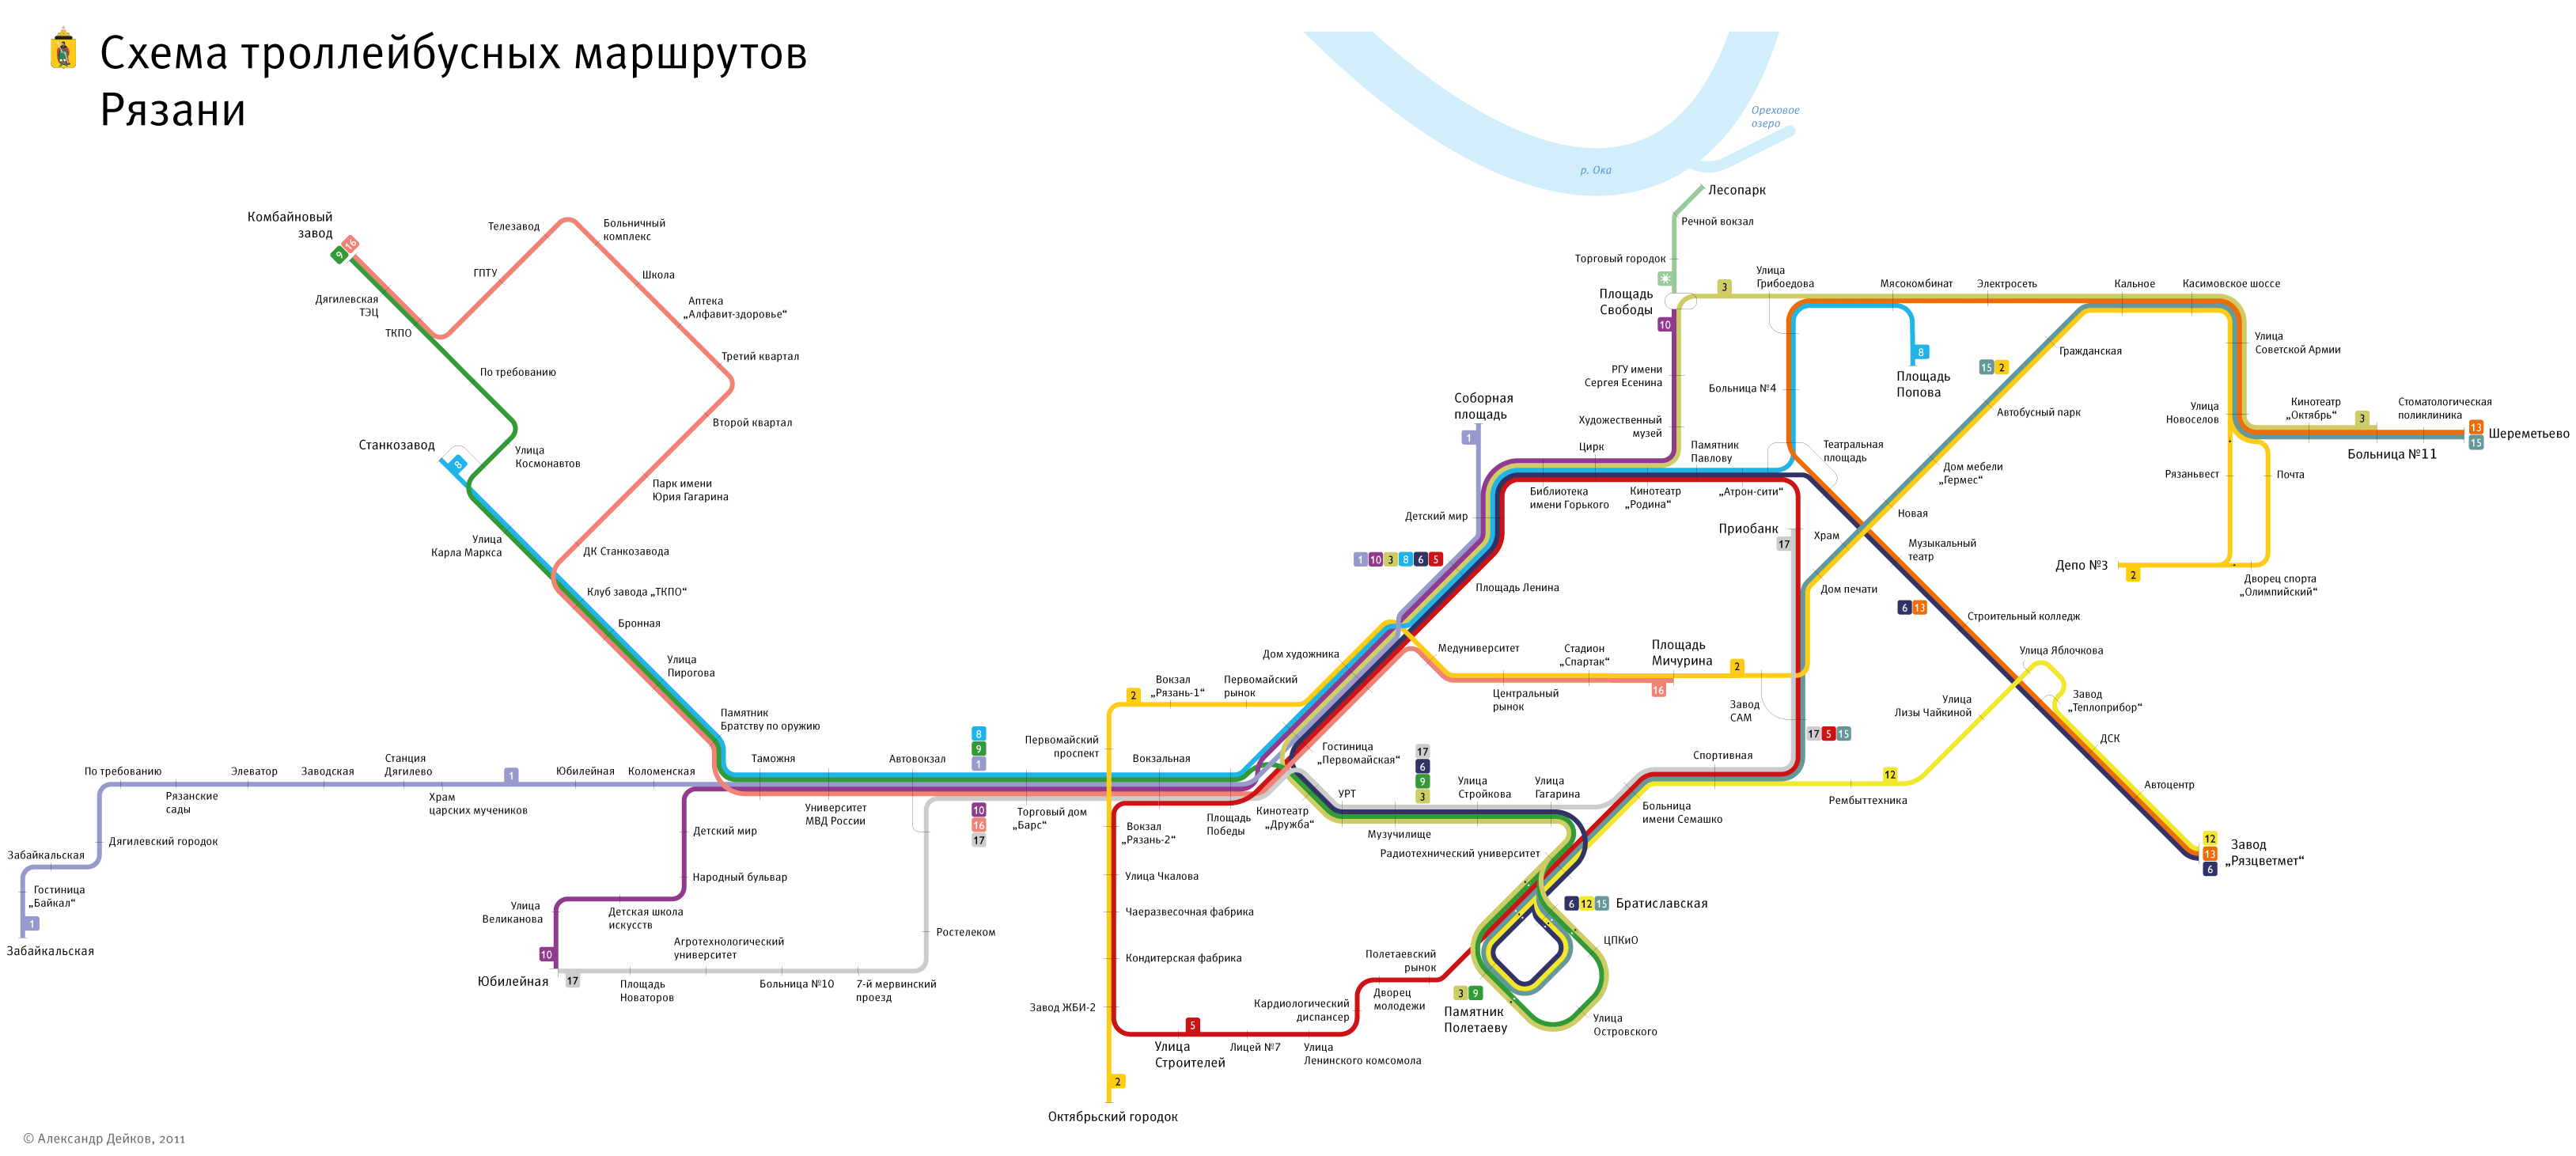 Схема троллейбусных маршрутов
Рязани
Ореховое
озеро
р. Ока
Лесопарк
Речной вокзал
Торговый городок
Площадь
Свободы
3
10
Улица
Грибоедова
Мясокомбинат
Электросеть
Кальное
Касимовское шоссе
Комбайновый
завод
9
16
Телезавод
Больничный
комплекс
ГПТУ
Школа
Дягилевская
ТЭЦ
ТКПО
Аптека
„Алфавит-здоровье“
Третий квартал
По требованию
Второй квартал
Станкозавод
8
Улица
Космонавтов
Парк имени
Юрия Гагарина
Улица
Карла Маркса
ДК Станкозавода
Клуб завода „ТКПО“
Бронная
Улица
Пирогова
Памятник
Братству по оружию
РГУ имени
Сергея Есенина
Художественный
музей
Цирк
Памятник
Павлову
Больница №4
Площадь
Попова
8
15 2
Гражданская
Автобусный парк
Дом мебели
„Гермес“
Новая
Улица
Советской Армии
Улица
Новоселов
Кинотеатр
„Октябрь“
3
Стоматологическая
поликлиника
13
15
Шереметьево
Больница №11
Рязаньвест
Почта
Депо №3
2
Дворец спорта
„Олимпийский“
Соборная
площадь
1
Детский мир
1 10 3 8 6 5
Библиотека
имени Горького
Кинотеатр
„Родина“
„Атрон-сити“
Театральная
площадь
Приобанк
17
Храм
Музыкальный
театр
Площадь Ленина
Дом печати
6 13
Строительный колледж
Улица Яблочкова
Дом художника
Медуниверситет
Стадион
„Спартак“
Площадь
Мичурина
2
16
Центральный
рынок
Завод
САМ
17 5 15
Улица
Лизы Чайкиной
Завод
„Теплоприбор“
ДСК
Автоцентр
12
13
6
Завод
„Рязцветмет“
2
Вокзал
„Рязань-1“
Первомайский
рынок
Первомайский
проспект
Вокзальная
Гостиница
„Первомайская“
17
6
9
3
Улица
Стройкова
Улица
Гагарина
Спортивная
12
Рембыттехника
Больница
имени Семашко
По требованию
Рязанские
сады
Элеватор
Заводская
Станция
Дягилево
Храм
царских мучеников
1
Юбилейная
Коломенская
Таможня
Университет
МВД России
Автовокзал
8
9
1
10
16
17
Торговый дом
„Барс“
Вокзал
„Рязань-2“
Площадь
Победы
Кинотеатр
„Дружба“
УРТ
Музучилище
Радиотехнический университет
Дягилевский городок
Забайкальская
Гостиница
„Байкал“
1
Забайкальская
Детский мир
Народный бульвар
Улица
Великанова
Детская школа
искусств
10
Юбилейная
17
Агротехнологический
университет
Площадь
Новаторов
Больница №10
7-й мервинский
проезд
Ростелеком
Улица Чкалова
Чаеразвесочная фабрика
Кондитерская фабрика
Завод ЖБИ-2
6 12 15
Братиславская
ЦПКиО
Полетаевский
рынок
Дворец
молодежи
3 9
Памятник
Полетаеву
Улица
Островского
Кардиологический
диспансер
5
Улица
Строителей
Лицей №7
Улица
Ленинского комсомола
2
Октябрьский городок
© Александр Дейков, 2011